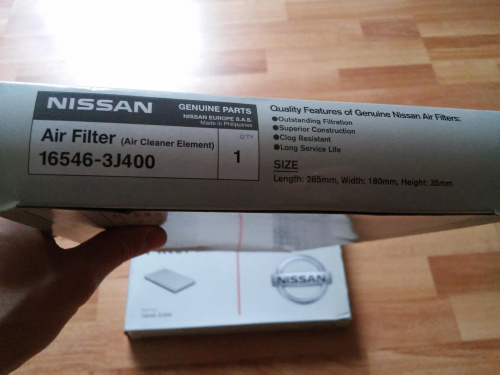 NISSAN
GENUINE PARTS
NISSAN EUROPE S.A.S.
Made in Philippines
Air Filter (Air Cleaner Element)
16546-3J400
Q'TY
1
Quality Features of Genuine Nissan Air Filters:
●Outstanding Filtration
●Superior Construction
●Clog Resistant
●Long Service Life
SIZE
Length: 285mm, Width: 180mm, Height: 35mm
NISSAN